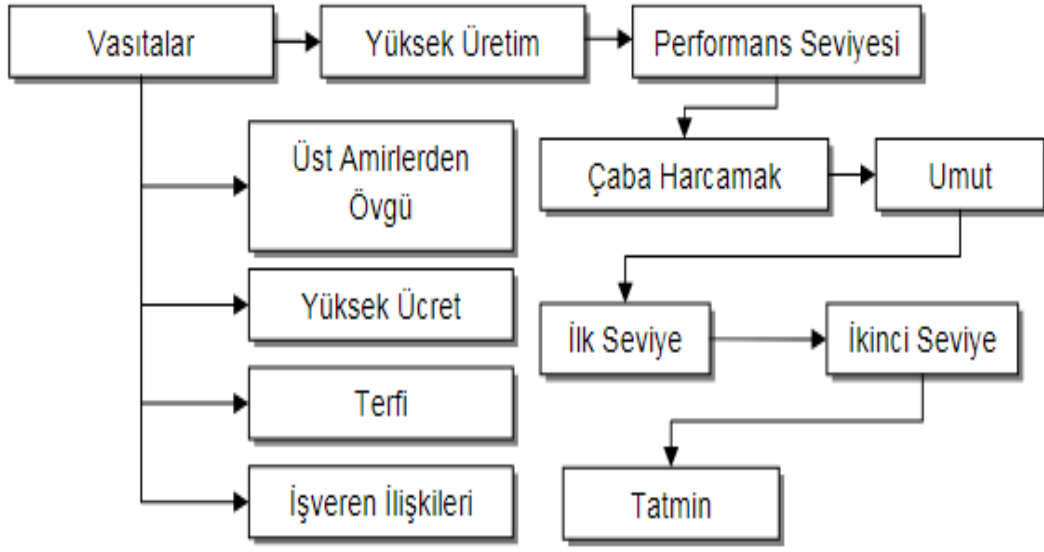 Vasıtalar
Yüksek Üretim
Performans Seviyesi
Üst Amirlerden
Övgü
Çaba Harcamak
Umut
Yüksek Ücret
İlk Seviye
İkinci Seviye
Terfi
İşveren İlişkileri
Tatmin